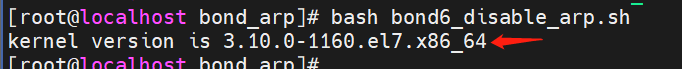 [root@localhost bond_arp]# bash bond6_disable_arp.sh
kernel version is 3.10.0-1160.el7.x86_64
[root@localhost bond_arp]#